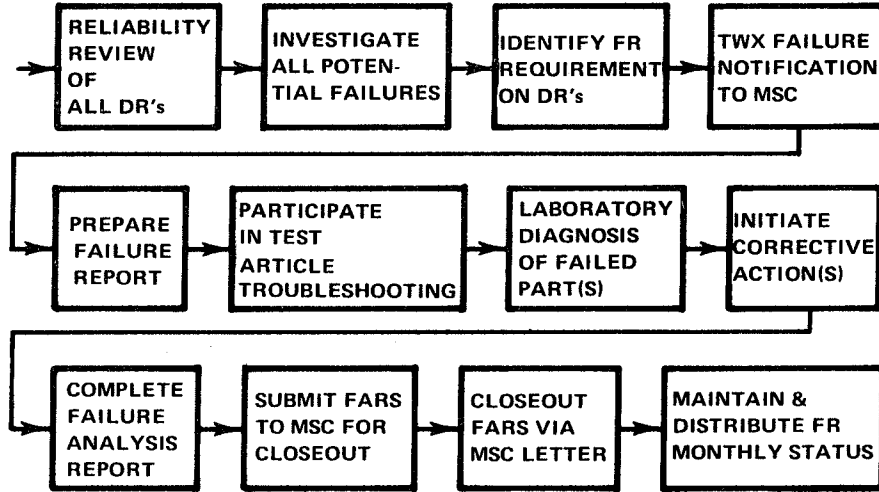 RELIABILITY
REVIEW
OF
ALL DR's
INVESTIGATE
ALL POTEN-
TIAL FAILURES
IDENTIFY FR
REQUIREMENT
ON DR's
TWX FAILURE
NOTIFICATION
TO MSC
PREPARE
FAILURE
REPORT
PARTICIPATE
IN TEST
ARTICLE
TROUBLESHOOTING
LABORATORY
DIAGNOSIS
OF FAILED
PART(S)
INITIATE
CORRECTIVE
ACTION(S)
COMPLETE
FAILURE
ANALYSIS
REPORT
SUBMIT FARS
TO MSC FOR
CLOSEOUT
CLOSEOUT
FARS VIA
MSC LETTER
MAINTAIN &
DISTRIBUTE FR
MONTHLY STATUS